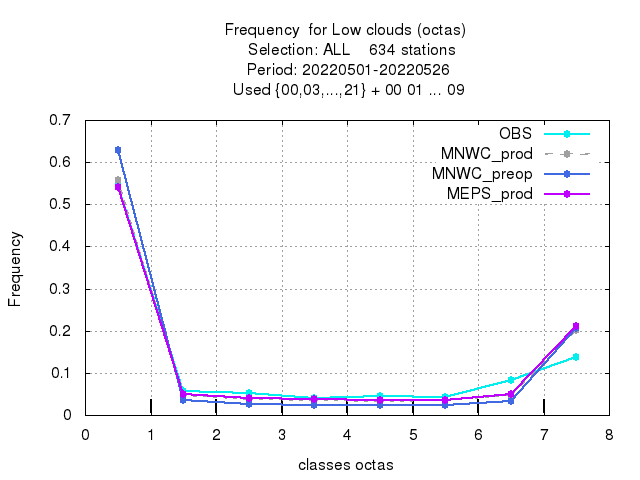 Frequency  for Low clouds (octas)
Selection: ALL    634 stations
Period: 20220501-20220526
Used {00,03,...,21} + 00 01 ... 09
OBS
MNWC_prod
MNWC_preop
MEPS_prod
Frequency
0.7
0.6
0.5
0.4
0.3
0.2
0.1
0
0 1 2 3 4 5 6 7 8
classes octas